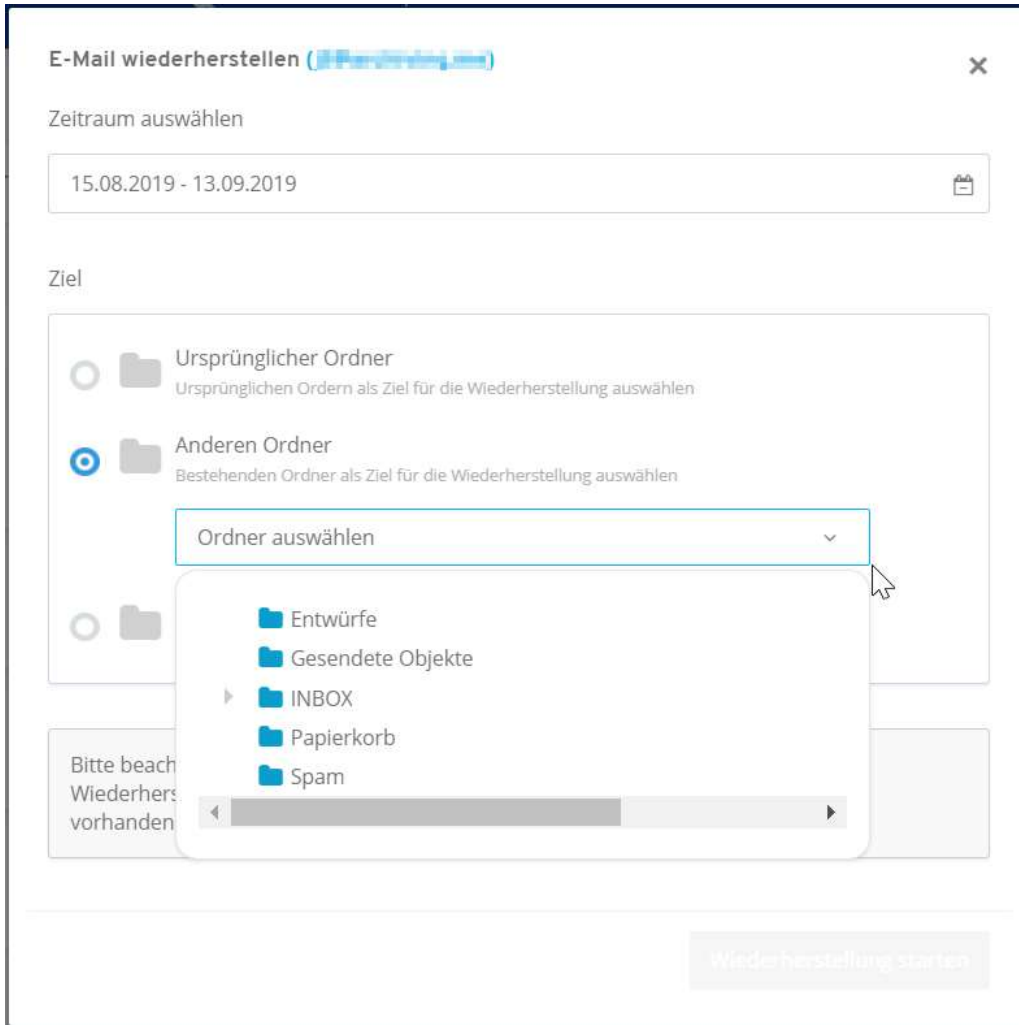 E-Mail wiederherstellen (
Zeitraum auswählen
15.08.2019 - 13.09.2019
Ziel
Ursprünglicher Ordner
Ursprünglichen Ordern als Ziel für die Wiederherstellung auswählen
Anderen Ordner
Bestehenden Ordner als Ziel für die Wiederherstellung auswählen
Ordner auswählen
Entwürfe
Gesendete Objekte
INBOX
Papierkorb
Spam
Bitte beach
Wiederhers
vorhanden
Wiederherstellung starten